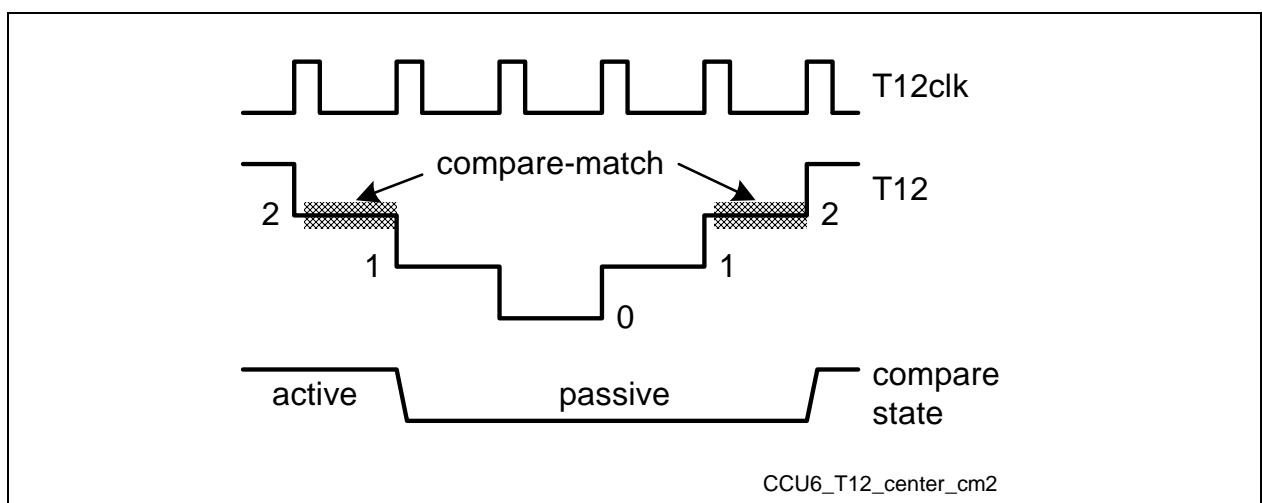 T12clk
compare-match
T12
2 2
1 1
0
active passive compare
state
CCU6_T12_center_cm2